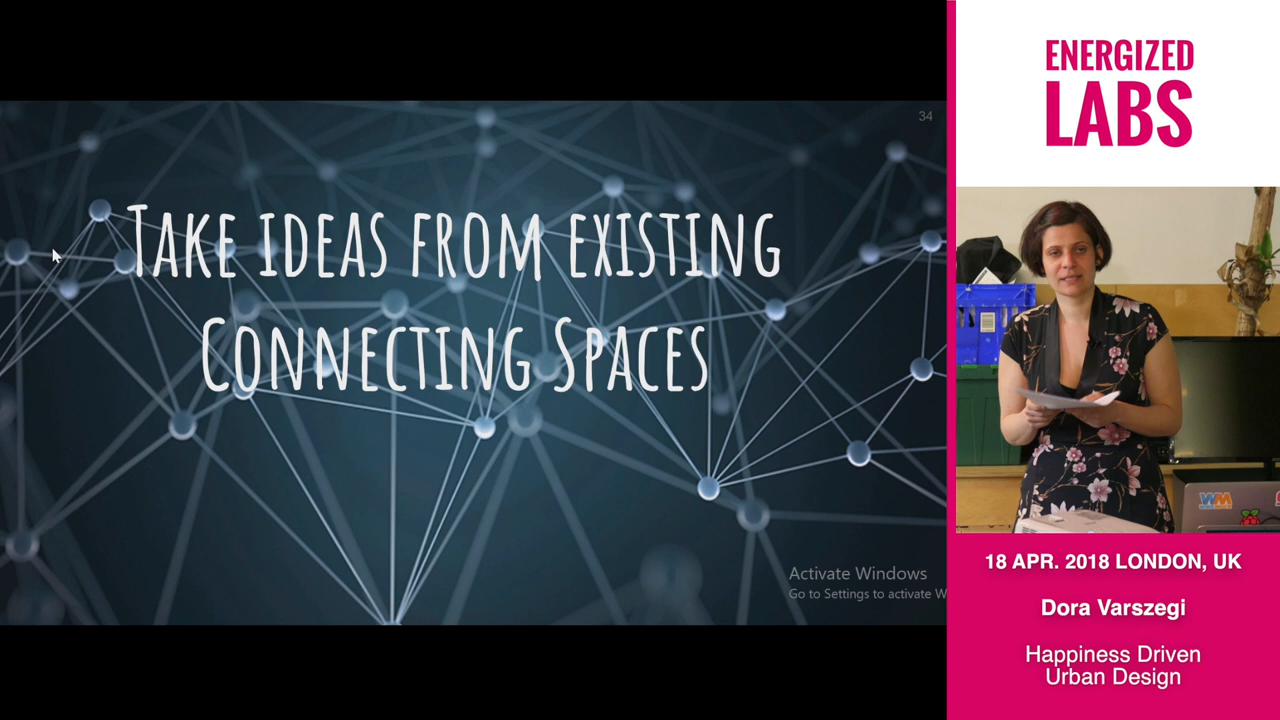 34
Take ideas from existing
Connecting Spaces
Activate Windows
Go to Settings to activate W
ENERGIZED
LABS
WM
18 APR. 2018 LONDON, UK
Dora Varszegi
Happiness Driven
Urban Design